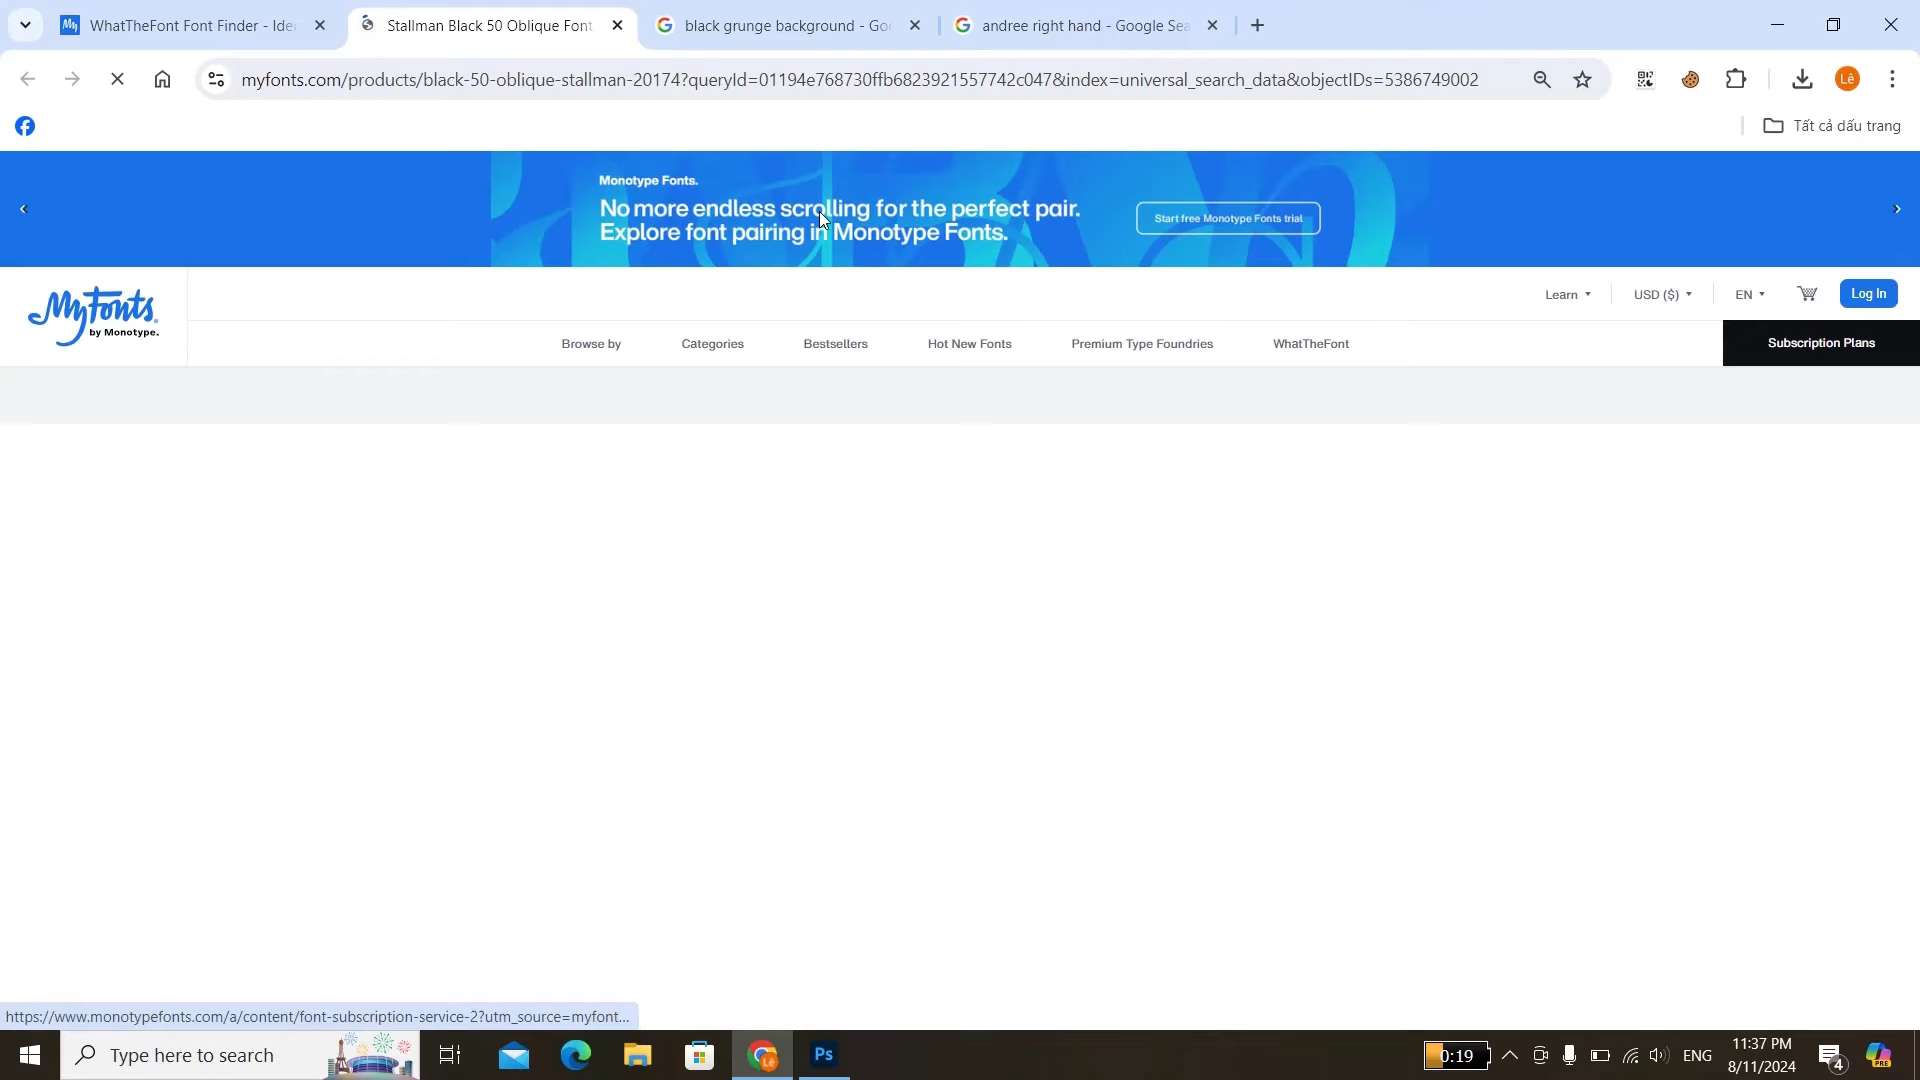 WhatTheFont Font Finder - Ide
Stallman Black 50 Oblique Font
black grunge background - Goo
andree right hand - Google Sea
myfonts.com/products/black-50-oblique-stallman-20174?queryId=01194e768730ffb6823921557742c047&index=universal_search_data&objectIDs=5386749002
Lê
Tất cả dấu trang
Monotype Fonts.
No more endless scrolling for the perfect pair.
Explore font pairing in Monotype Fonts.
Start free Monotype Fonts trial
MyFonts
by Monotype.
Learn
USD ($)
EN
Log In
Browse by
Categories
Bestsellers
Hot New Fonts
Premium Type Foundries
WhatTheFont
Subscription Plans
https://www.monotypefonts.com/a/content/font-subscription-service-2?utm_source=myfont...
Type here to search
Ps
0:19
ENG
11:37 PM
8/11/2024
4